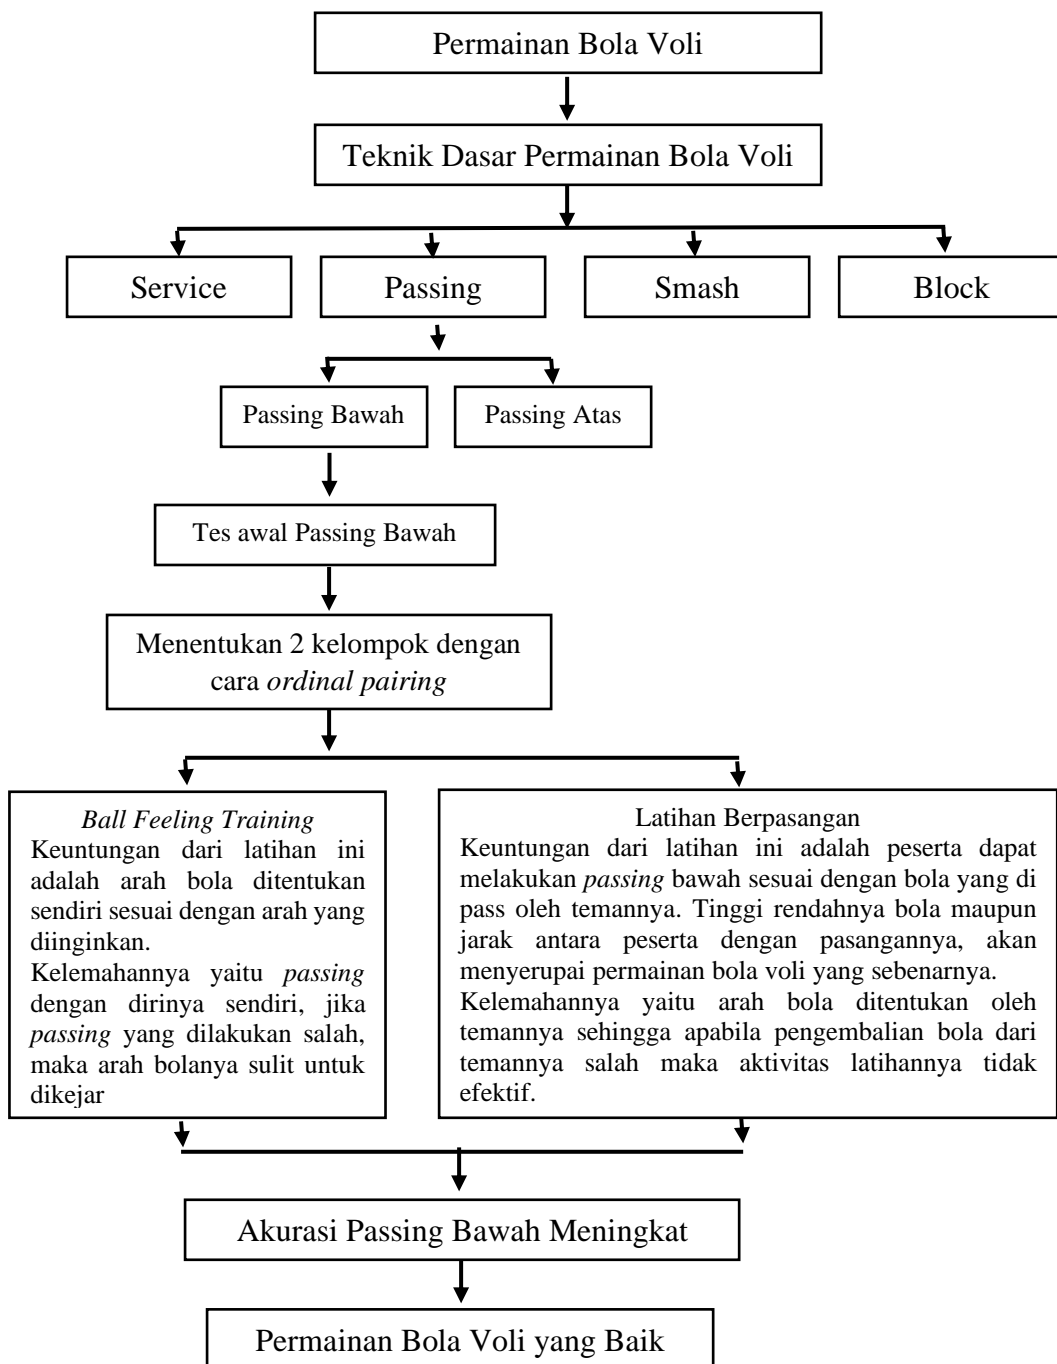 Permainan Bola Voli
Teknik Dasar Permainan Bola Voli
Service
Passing
Smash
Block
Passing Bawah
Passing Atas
Tes awal Passing Bawah
Menentukan 2 kelompok dengan
cara ordinal pairing
Ball Feeling Training
Keuntungan dari latihan ini
adalah arah bola ditentukan
sendiri sesuai dengan arah yang
diinginkan.
Kelemahannya yaitu passing
dengan dirinya sendiri, jika
passing yang dilakukan salah,
maka arah bolanya sulit untuk
dikejar
Latihan Berpasangan
Keuntungan dari latihan ini adalah peserta dapat
melakukan passing bawah sesuai dengan bola yang di
pass oleh temannya. Tinggi rendahnya bola maupun
jarak antara peserta dengan pasangannya, akan
menyerupai permainan bola voli yang sebenarnya.
Kelemahannya yaitu arah bola ditentukan oleh
temannya sehingga apabila pengembalian bola dari
temannya salah maka aktivitas latihannya tidak
efektif.
Akurasi Passing Bawah Meningkat
Permainan Bola Voli yang Baik